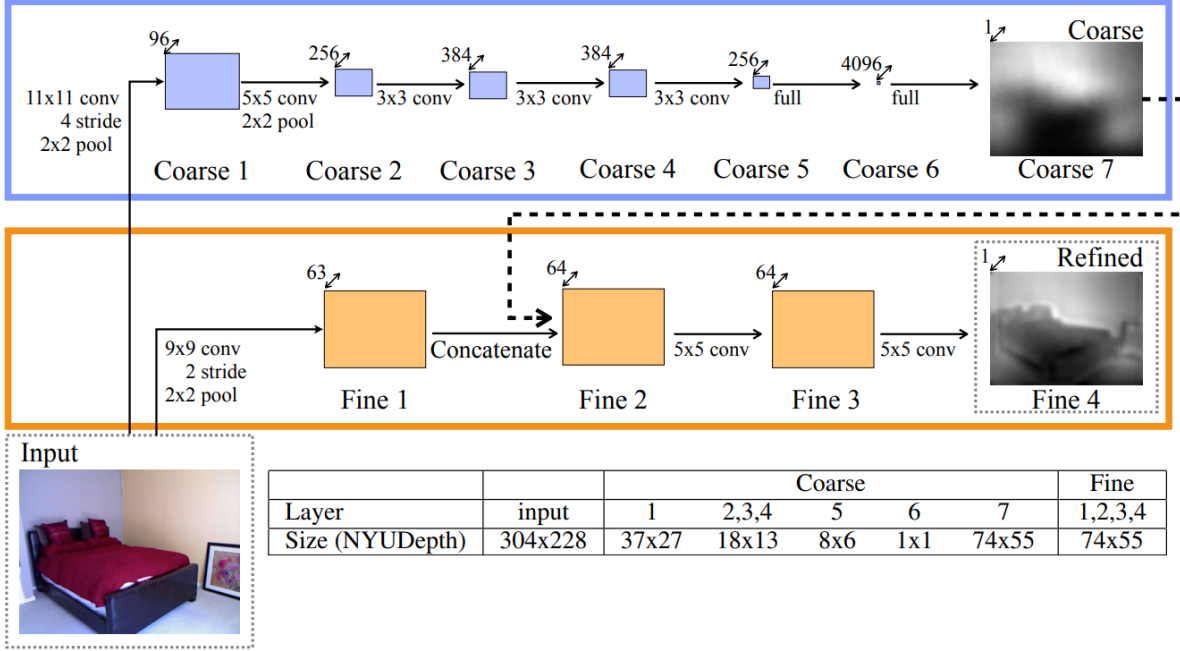 96
256
384
384
256
4096
1
Coarse
11x11 conv
4 stride
2x2 pool
5x5 conv
2x2 pool
3x3 conv
3x3 conv
3x3 conv
full
full
Coarse 1
Coarse 2
Coarse 3
Coarse 4
Coarse 5
Coarse 6
Coarse 7
63
64
64
1
Refined
9x9 conv
2 stride
2x2 pool
Concatenate
5x5 conv
5x5 conv
Fine 1
Fine 2
Fine 3
Fine 4
Input
Coarse Fine
Layer input 1 2,3,4 5 6 7 1,2,3,4
Size (NYUDepth) 304x228 37x27 18x13 8x6 1x1 74x55 74x55